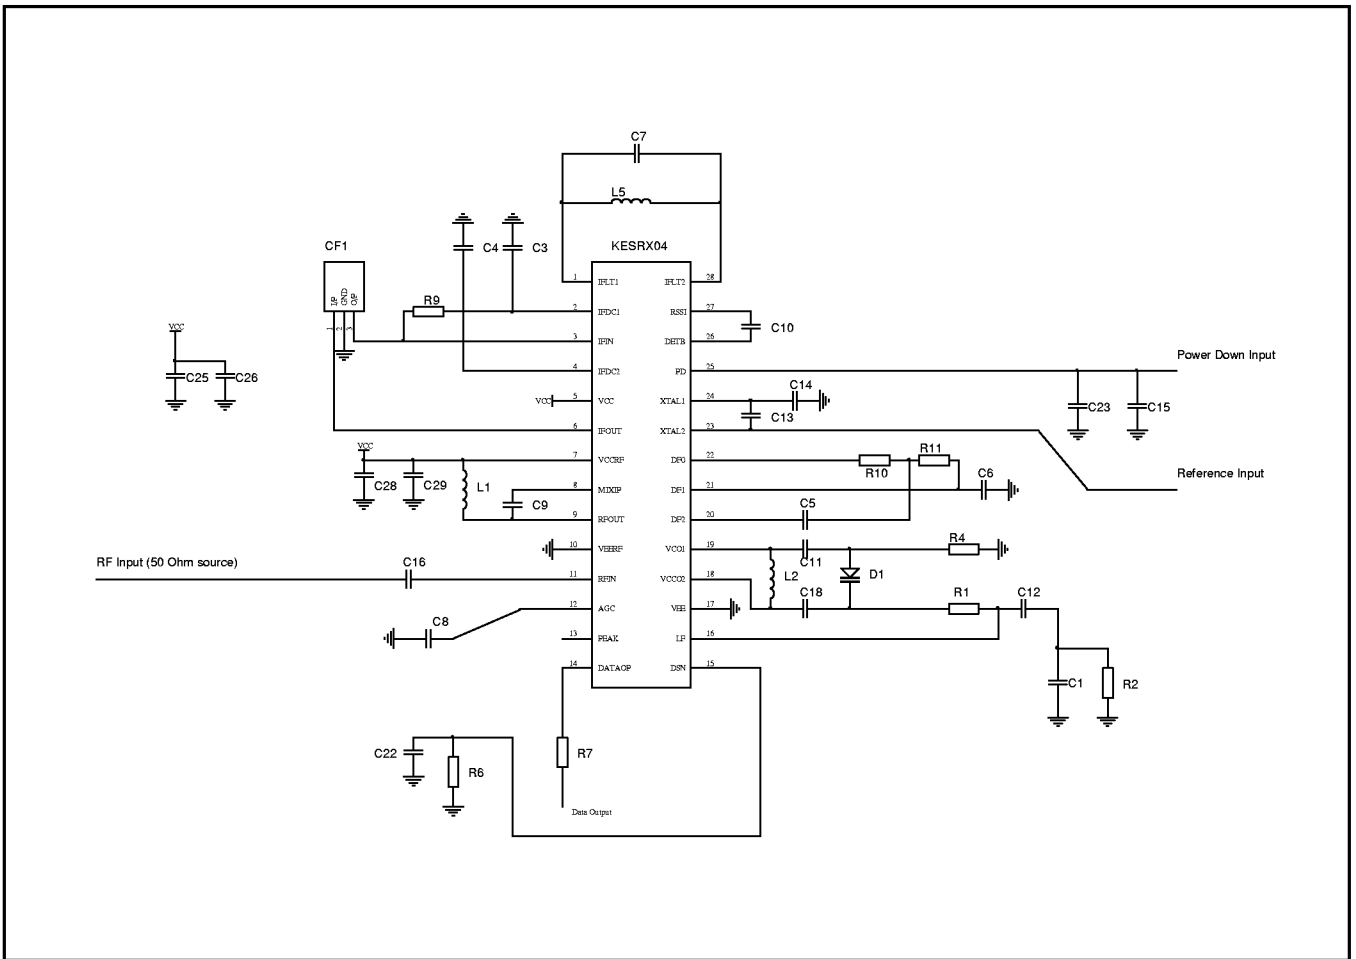 C7
L5
C4
C3
KESRX04
CF1
I/P
GND
O/P
1
2
3
R9
1 IFLT1 IFLT2 28
2 IFDC1 RSSI 27
3 IFIN DETB 26
4 IFDC2 PD 25
VCC 5 VCC XTAL1 24
6 IFOUT XTAL2 23
7 VCCRF DF0 22
8 MIXIP DF1 21
9 RFOUT DF2 20
10 VEERF VCO1 19
11 RFIN VCCO2 18
12 AGC VEE 17
13 PEAK LF 16
14 DATAOP DSN 15
C10
Power Down Input
VCC
C25
C26
C14
C13
C23
C15
VCC
C28
C29
L1
C9
R10
R11
C6
Reference Input
C5
RF Input (50 Ohm source)
C16
C11
R4
L2
D1
C18
R1
C12
C8
C1
R2
C22
R6
R7
Data Output